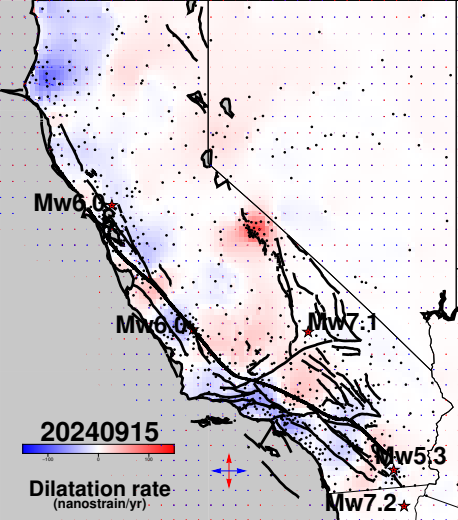 Mw6.0
Mw6.0
Mw7.1
20240915
-100 0 100
Dilatation rate
(nanostrain/yr)
Mw5.3
Mw7.2